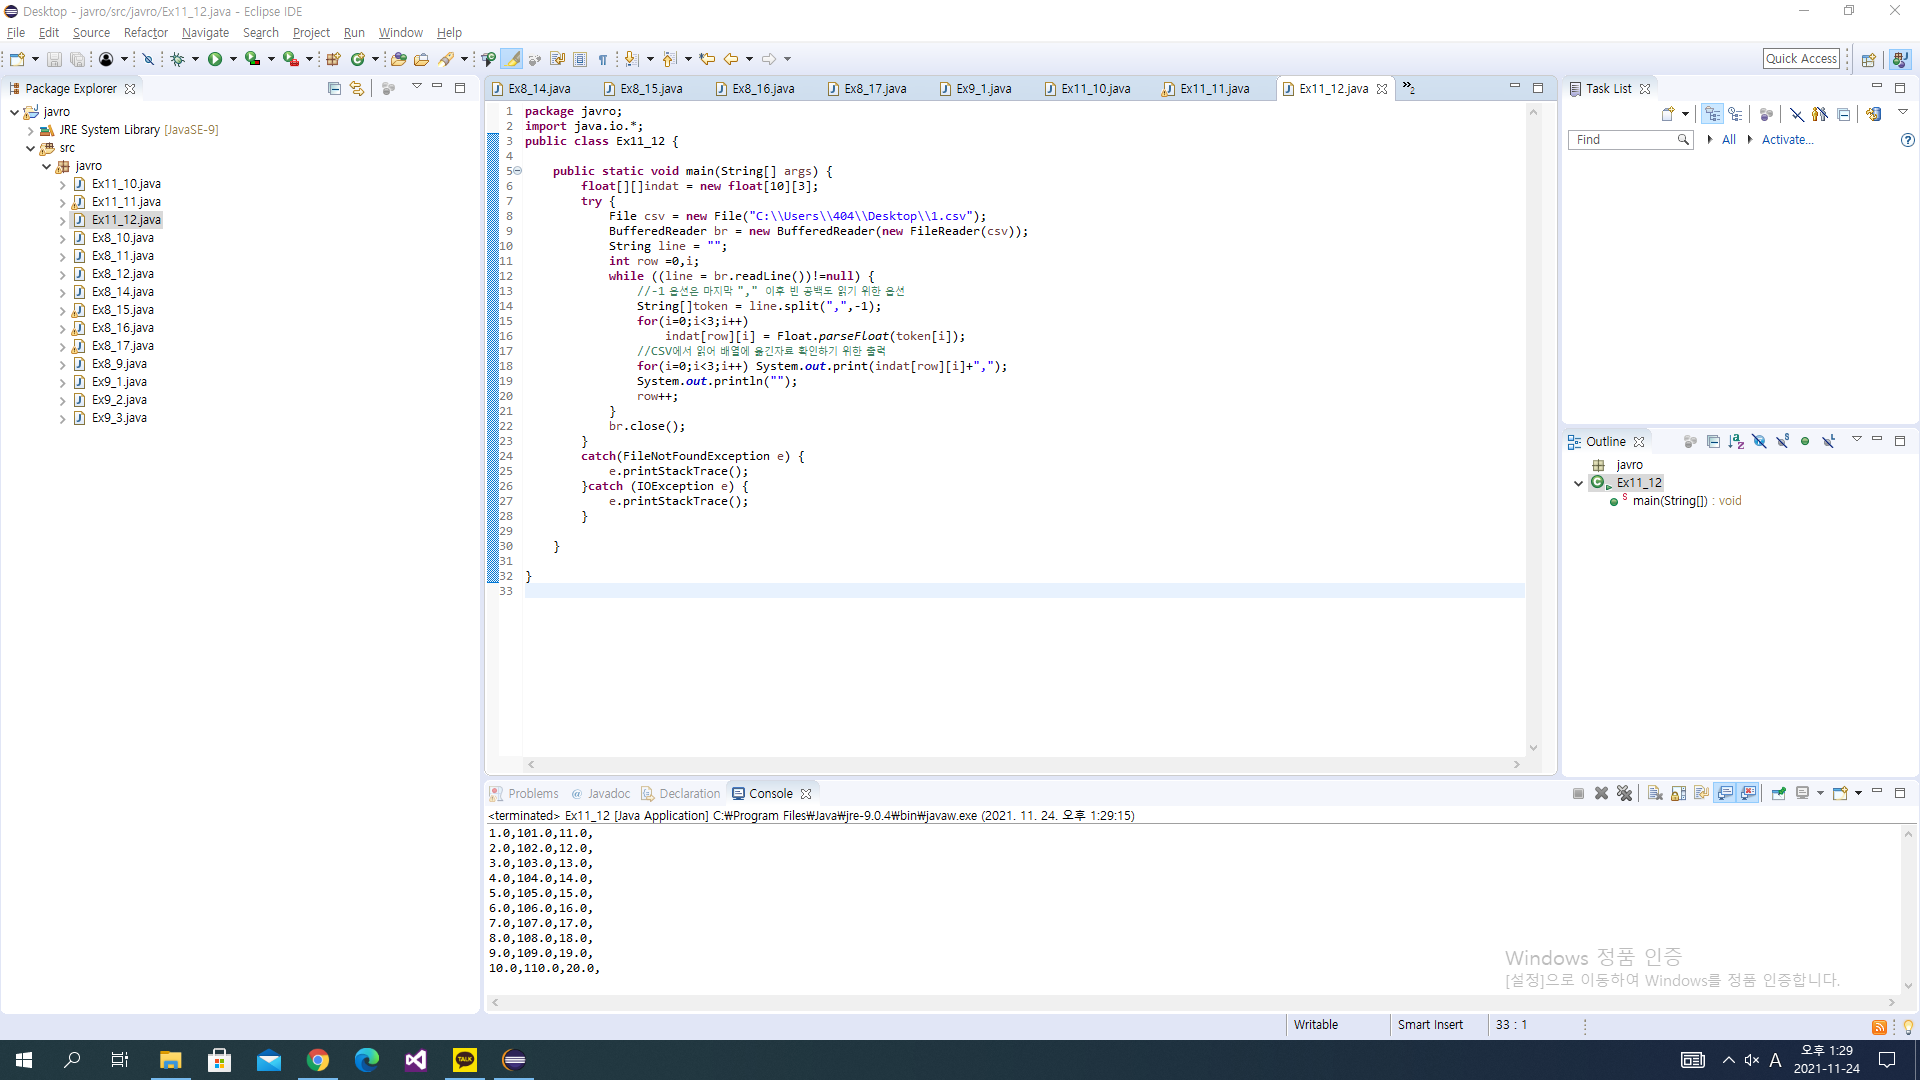 Desktop - javro/src/javro/Ex11_12.java - Eclipse IDE
File Edit Source Refactor Navigate Search Project Run Window Help
Quick Access
Package Explorer
javro
JRE System Library [JavaSE-9]
src
javro
Ex11_10.java
Ex11_11.java
Ex11_12.java
Ex8_10.java
Ex8_11.java
Ex8_12.java
Ex8_14.java
Ex8_15.java
Ex8_16.java
Ex8_17.java
Ex8_9.java
Ex9_1.java
Ex9_2.java
Ex9_3.java
Ex8_14.java Ex8_15.java Ex8_16.java Ex8_17.java Ex9_1.java Ex11_10.java Ex11_11.java Ex11_12.java »2
1 package javro;
2 import java.io.*;
3 public class Ex11_12 {
4
5 public static void main(String[] args) {
6 float[][]indat = new float[10][3];
7 try {
8 File csv = new File("C:\\Users\\404\\Desktop\\1.csv");
9 BufferedReader br = new BufferedReader(new FileReader(csv));
10 String line = "";
11 int row =0,i;
12 while ((line = br.readLine())!=null) {
13 //-1 옵션은 마지막 "," 이후 빈 공백도 읽기 위한 옵션
14 String[]token = line.split(",",-1);
15 for(i=0;i<3;i++)
16 indat[row][i] = Float.parseFloat(token[i]);
17 //CSV에서 읽어 배열에 옮긴자료 확인하기 위한 출력
18 for(i=0;i<3;i++) System.out.print(indat[row][i]+",");
19 System.out.println("");
20 row++;
21 }
22 br.close();
23 }
24 catch(FileNotFoundException e) {
25 e.printStackTrace();
26 }catch (IOException e) {
27 e.printStackTrace();
28 }
29
30 }
31
32 }
33
Task List
Find All Activate...
Outline
javro
Ex11_12
main(String[]) : void
Problems @ Javadoc Declaration Console
<terminated> Ex11_12 [Java Application] C:₩Program Files₩Java₩jre-9.0.4₩bin₩javaw.exe (2021. 11. 24. 오후 1:29:15)
1.0,101.0,11.0,
2.0,102.0,12.0,
3.0,103.0,13.0,
4.0,104.0,14.0,
5.0,105.0,15.0,
6.0,106.0,16.0,
7.0,107.0,17.0,
8.0,108.0,18.0,
9.0,109.0,19.0,
10.0,110.0,20.0,
Windows 정품 인증
[설정]으로 이동하여 Windows를 정품 인증합니다.
Writable Smart Insert 33 : 1
TALK
A
오후 1:29
2021-11-24